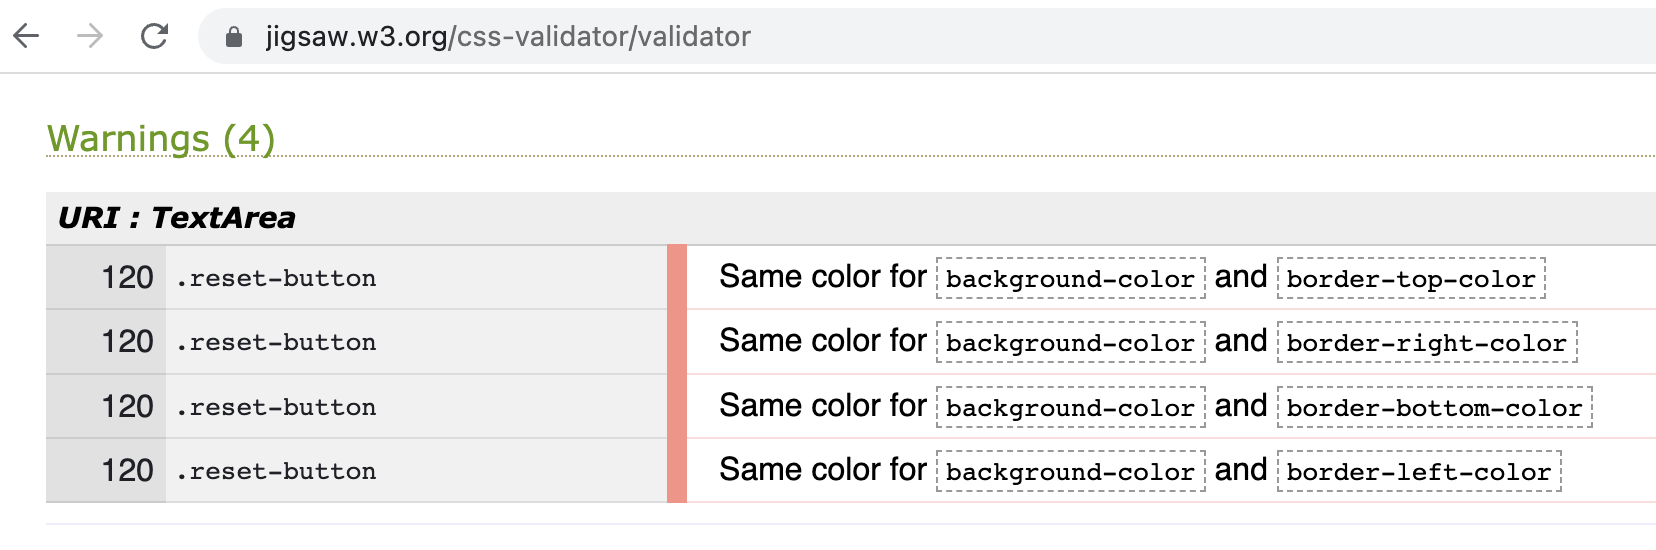 jigsaw.w3.org/css-validator/validator
Warnings (4)
URI : TextArea
120 .reset-button Same color for background-color and border-top-color
120 .reset-button Same color for background-color and border-right-color
120 .reset-button Same color for background-color and border-bottom-color
120 .reset-button Same color for background-color and border-left-color